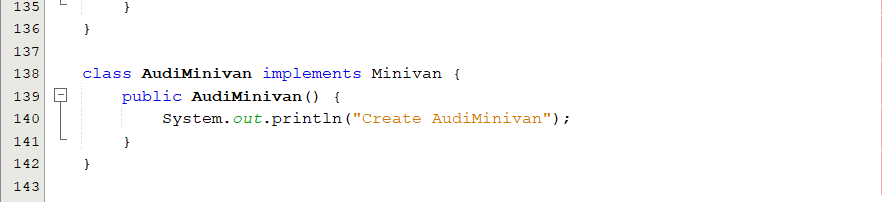 135 }
136 }
137
138 class AudiMinivan implements Minivan {
139 public AudiMinivan() {
140 System.out.println("Create AudiMinivan");
141 }
142 }
143